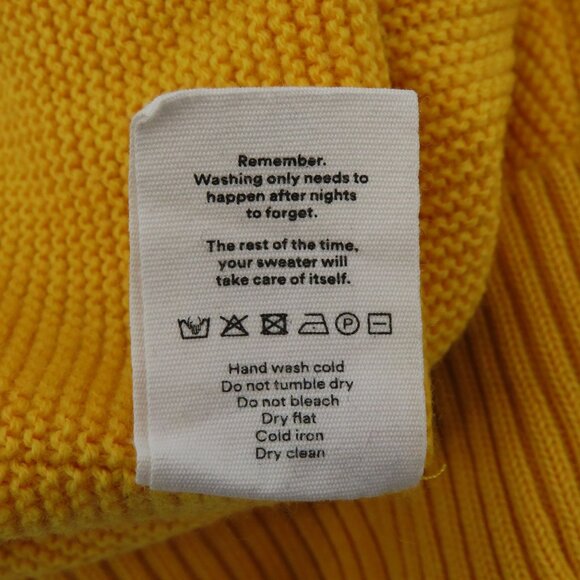 Remember.
Washing only needs to
happen after nights
to forget.
The rest of the time,
your sweater will
take care of itself.
P
Hand wash cold
Do not tumble dry
Do not bleach
Dry flat
Cold iron
Dry clean